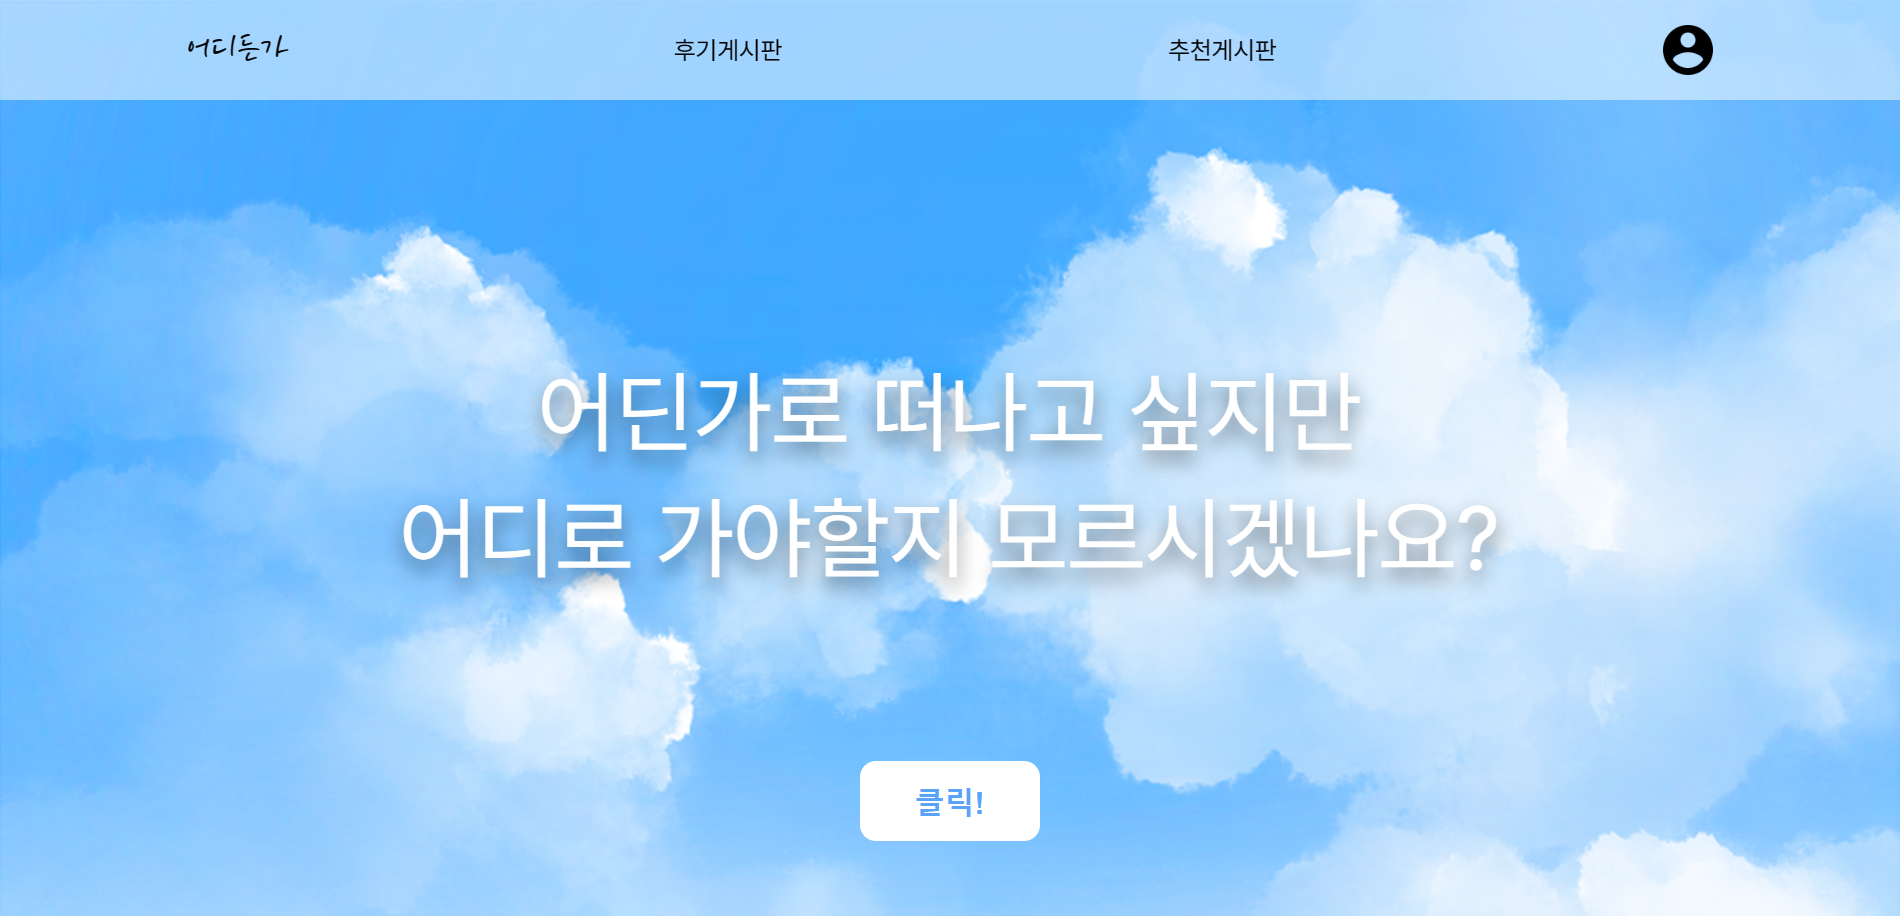 어디든가
후기게시판
추천게시판
어딘가로 떠나고 싶지만
어디로 가야할지 모르시겠나요?
클릭!